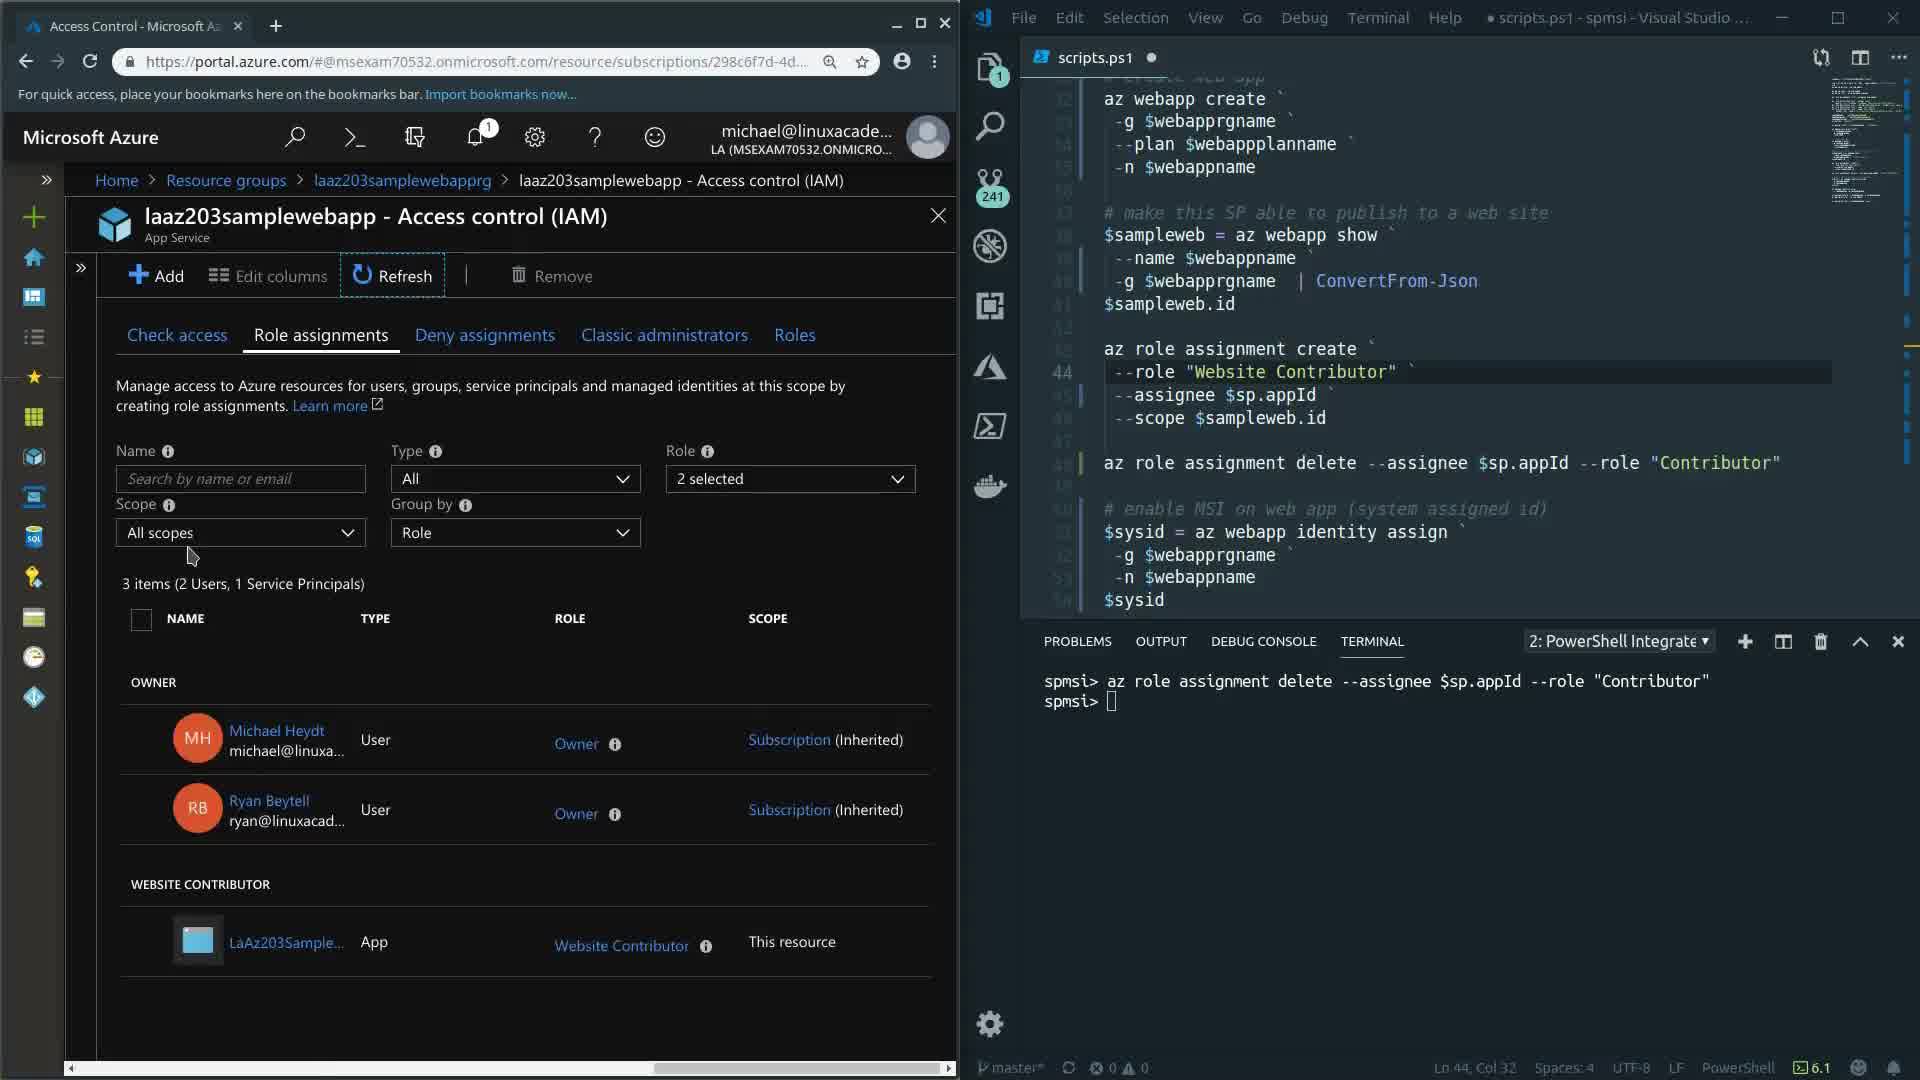 Access Control - Microsoft Az
https://portal.azure.com/#@msexam70532.onmicrosoft.com/resource/subscriptions/298c6f7d-4d...
For quick access, place your bookmarks here on the bookmarks bar. Import bookmarks now...
Microsoft Azure
1
michael@linuxacade...
LA (MSEXAM70532.ONMICRO...
Home > Resource groups > laaz203samplewebapprg > laaz203samplewebapp - Access control (IAM)
laaz203samplewebapp - Access control (IAM)
App Service
Add
Edit columns
Refresh
Remove
Check access
Role assignments
Deny assignments
Classic administrators
Roles
Manage access to Azure resources for users, groups, service principals and managed identities at this scope by
creating role assignments. Learn more
Name
Type
Role
Search by name or email
All
2 selected
Scope
Group by
All scopes
Role
3 items (2 Users, 1 Service Principals)
NAME TYPE ROLE SCOPE
OWNER
MH
Michael Heydt
michael@linuxa...
User
Owner
Subscription (Inherited)
RB
Ryan Beytell
ryan@linuxacad...
User
Owner
Subscription (Inherited)
WEBSITE CONTRIBUTOR
LaAz203Sample...
App
Website Contributor
This resource
File Edit Selection View Go Debug Terminal Help
● scripts.ps1 - spmsi - Visual Studio ...
scripts.ps1
1
241
az webapp create `
-g $webapprgname `
--plan $webappplanname `
-n $webappname
# make this SP able to publish to a web site
$sampleweb = az webapp show `
--name $webappname `
-g $webapprgname | ConvertFrom-Json
$sampleweb.id
az role assignment create `
44 --role "Website Contributor" `
--assignee $sp.appId `
--scope $sampleweb.id
az role assignment delete --assignee $sp.appId --role "Contributor"
# enable MSI on web app (system assigned id)
$sysid = az webapp identity assign `
-g $webapprgname `
-n $webappname
$sysid
PROBLEMS OUTPUT DEBUG CONSOLE TERMINAL
2: PowerShell Integrate
spmsi> az role assignment delete --assignee $sp.appId --role "Contributor"
spmsi>
master*
0
0
Ln 44, Col 32
Spaces: 4
UTF-8
LF
PowerShell
6.1